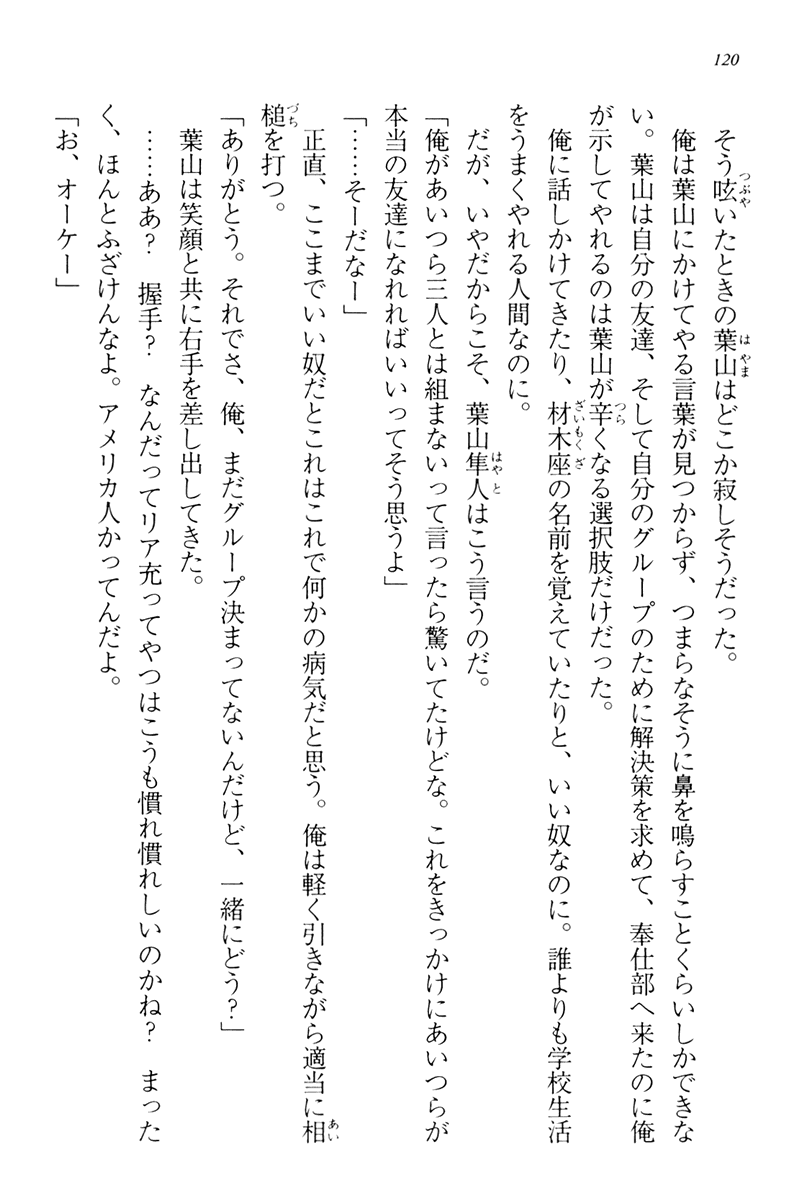 120
そう呟いたときの葉山はどこか寂しそうだった。
俺は葉山にかけてやる言葉が見つからず、つまらなそうに鼻を鳴らすことくらいしかできな
い。葉山は自分の友達、そして自分のグループのために解決策を求めて、奉仕部へ来たのに俺
が示してやれるのは葉山が辛くなる選択肢だけだった。
俺に話しかけてきたり、材木座の名前を覚えていたりと、いい奴なのに。誰よりも学校生活
をうまくやれる人間なのに。
だが、いやだからこそ、葉山隼人はこう言うのだ。
「俺があいつら三人とは組まないって言ったら驚いてたけどな。これをきっかけにあいつらが
本当の友達になれればいいってそう思うよ」
「……そーだなー」
正直、ここまでいい奴だとこれはこれで何かの病気だと思う。俺は軽く引きながら適当に相
槌を打つ。
「ありがとう。それでさ、俺、まだグループ決まってないんだけど、一緒にどう？」
葉山は笑顔と共に右手を差し出してきた。
……ああ？　握手？　なんだってリア充ってやつはこうも慣れ慣れしいのかね？　まった
く、ほんとふざけんなよ。アメリカ人かってんだよ。
「お、オーケー」